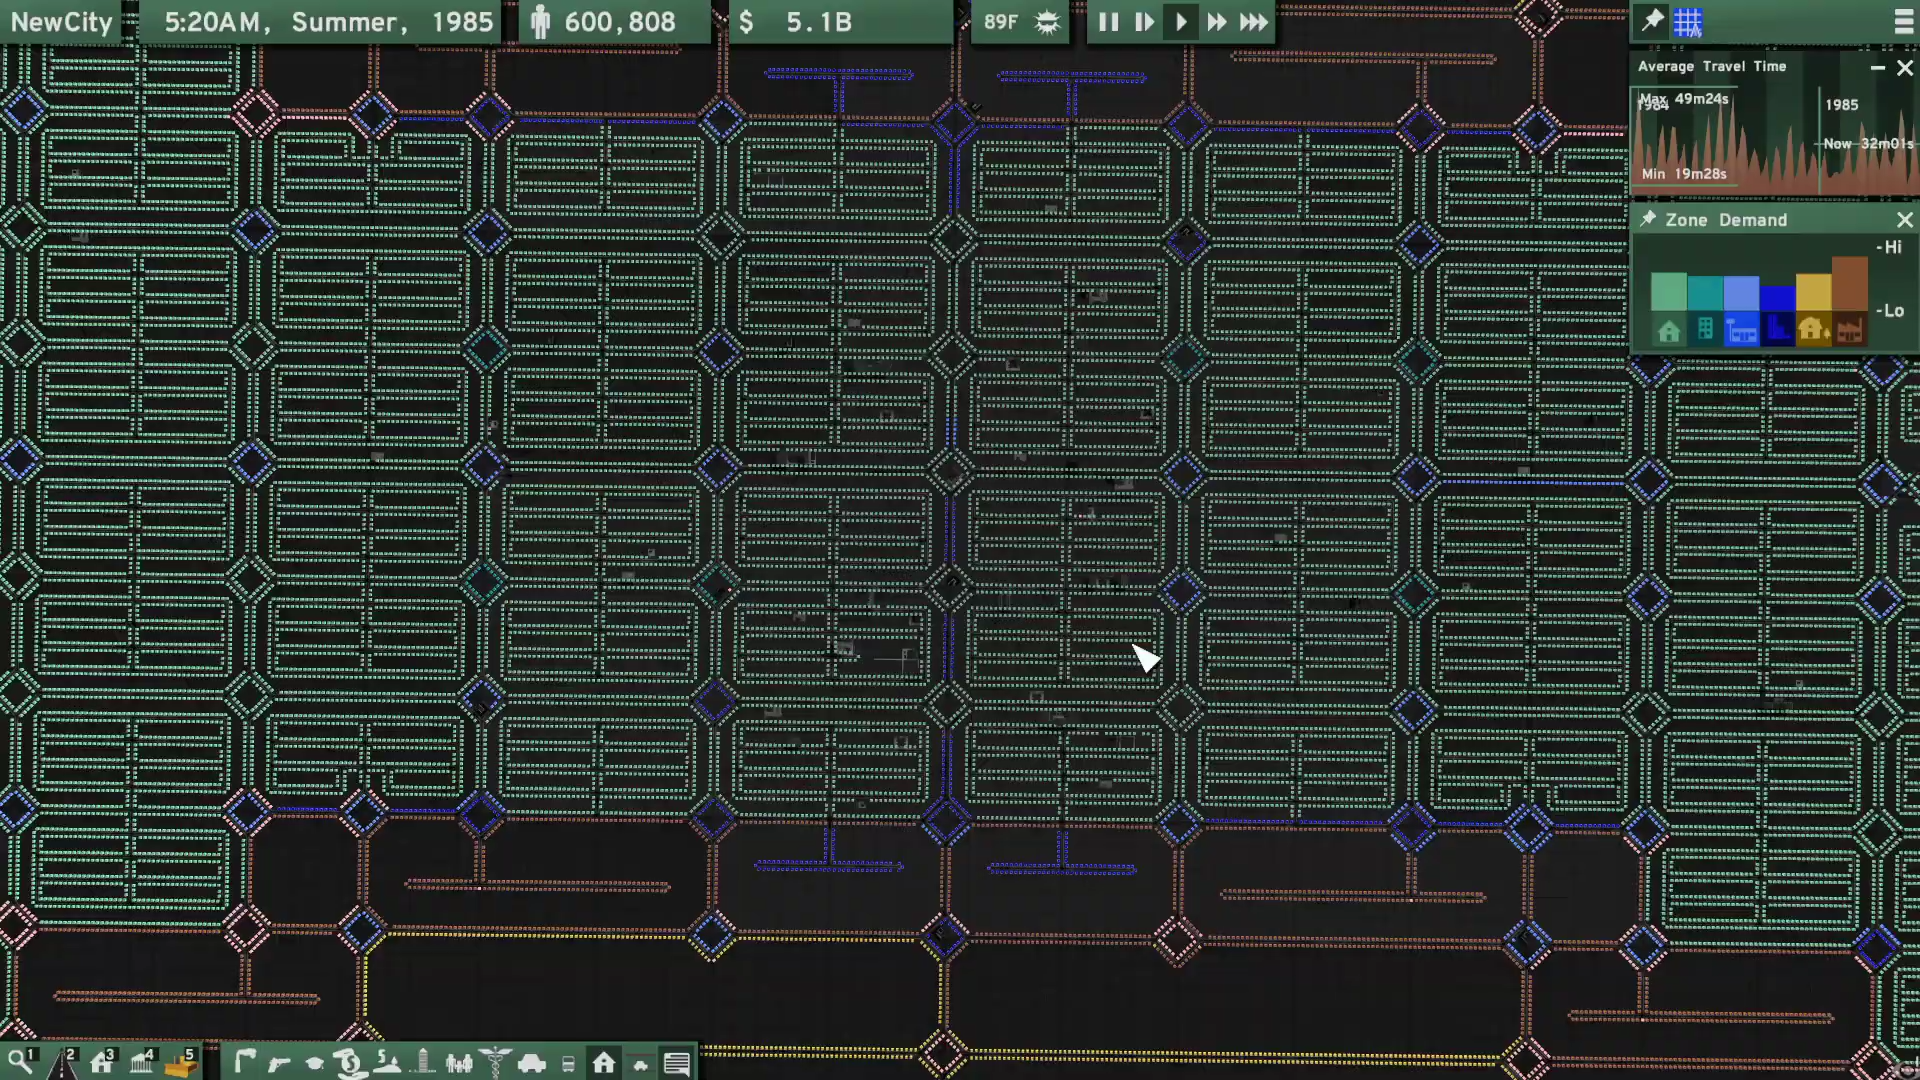 NewCity
5:20AM, Summer, 1985
600,808
$ 5.1B
89F
Average Travel Time
Max 49m24s
1985
Now 32m01s
Min 19m28s
Zone Demand
-Hi
-Lo
1 2 3 4 5